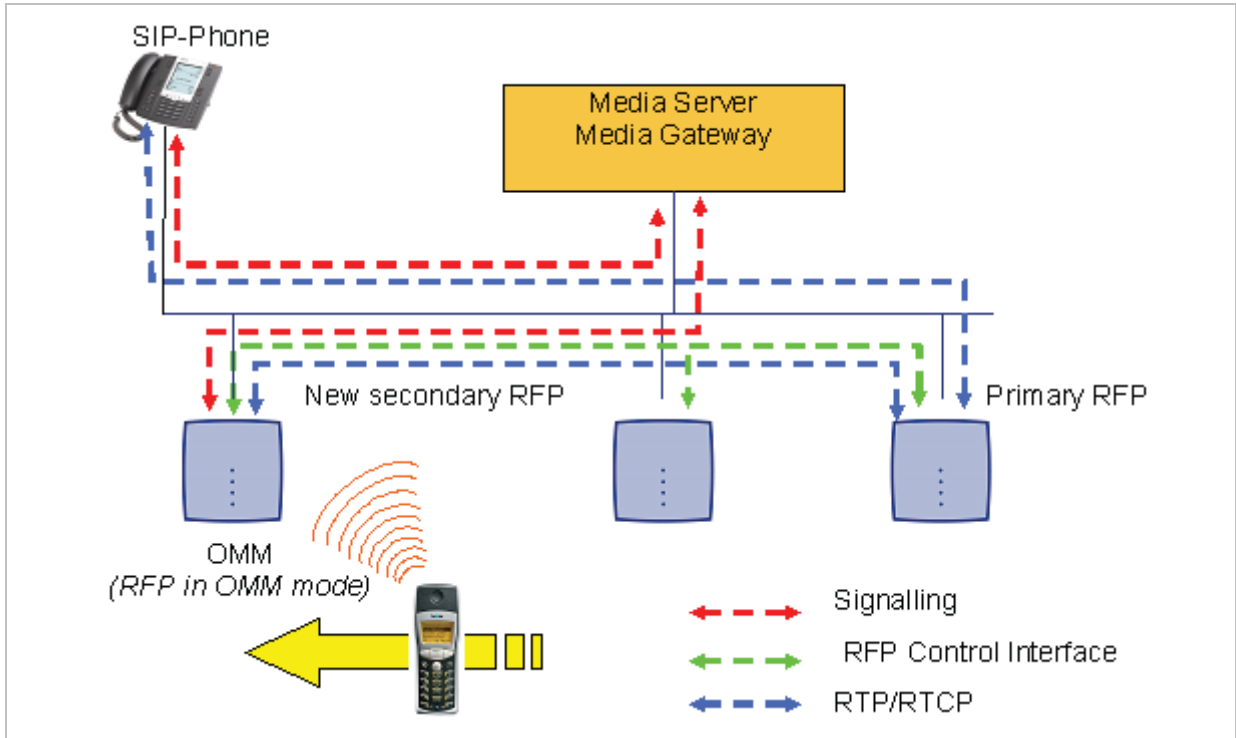 SIP-Phone
Media Server
Media Gateway
New secondary RFP
Primary RFP
OMM
(RFP in OMM mode)
Signalling
RFP Control Interface
RTP/RTCP